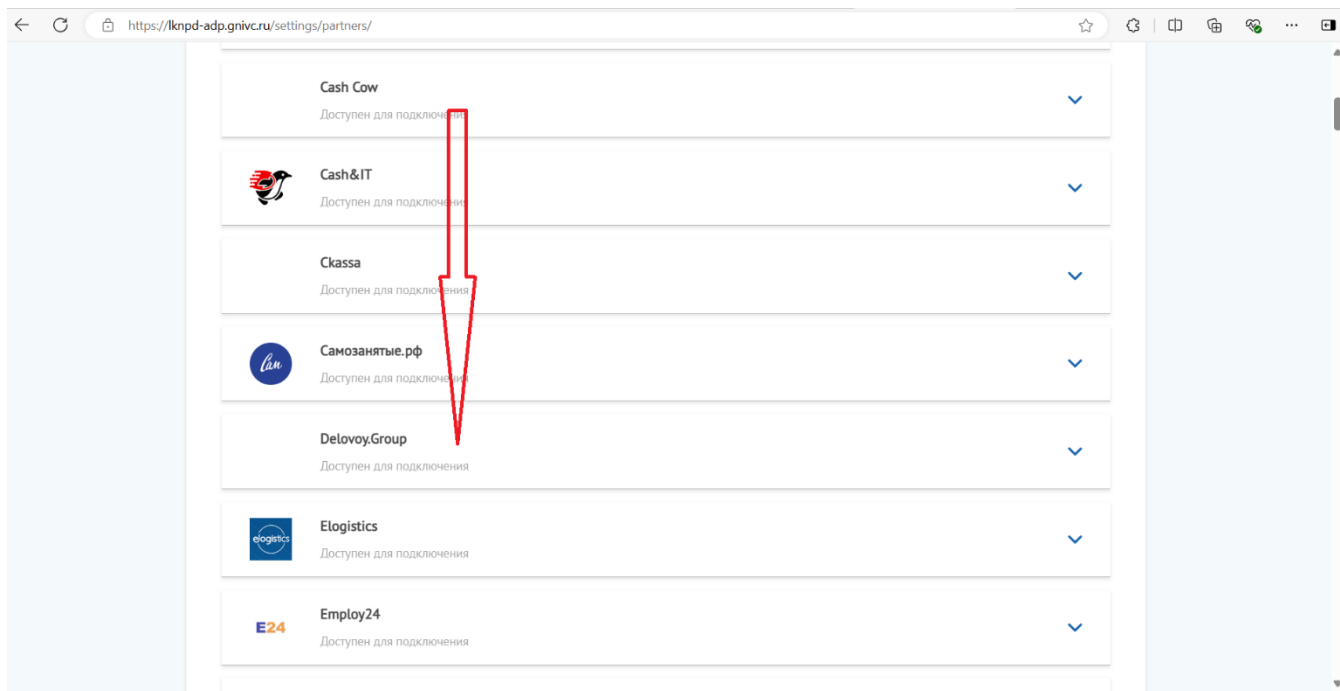 https://lknpd-adp.gnivc.ru/settings/partners/
Cash Cow
Доступен для подключения
Cash&IT
Доступен для подключения
Ckassa
Доступен для подключения
Сам
Самозанятые.рф
Доступен для подключения
Delovoy.Group
Доступен для подключения
elogistics
Elogistics
Доступен для подключения
E24
Employ24
Доступен для подключения